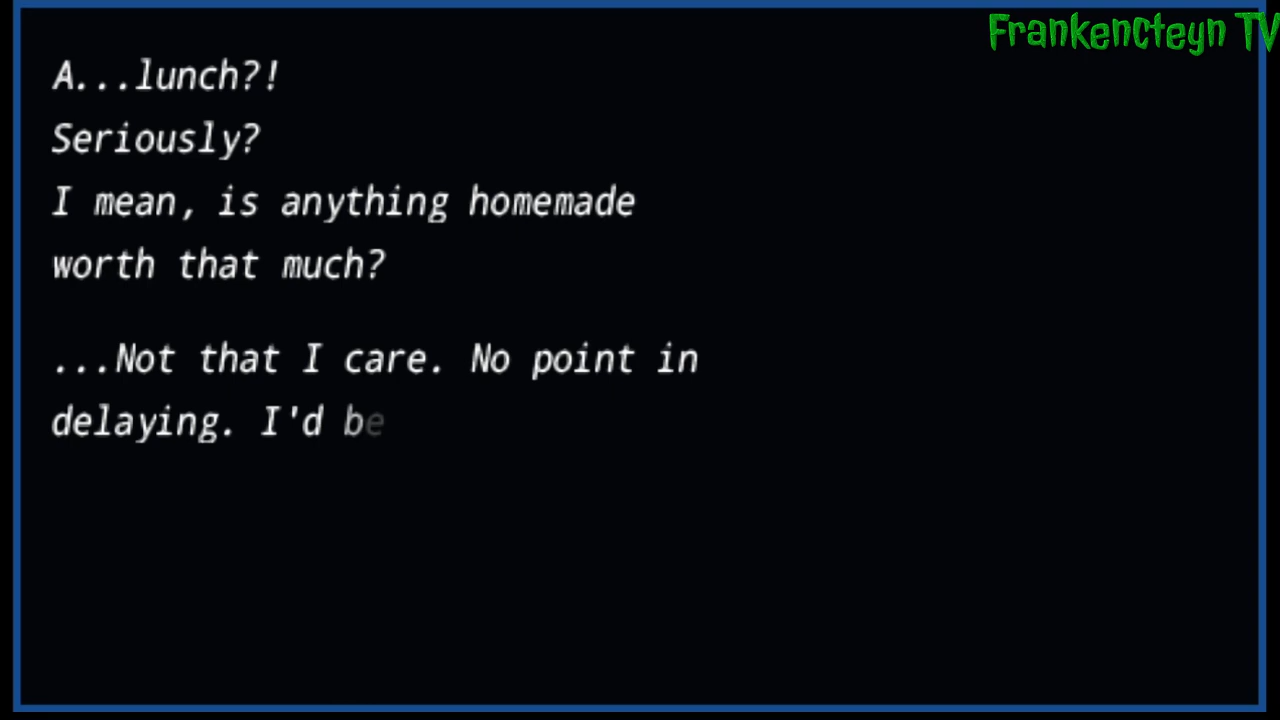 FrankenCteyn TV
A...lunch?!
Seriously?
I mean, is anything homemade
worth that much?
...Not that I care. No point in
delaying. I'd be